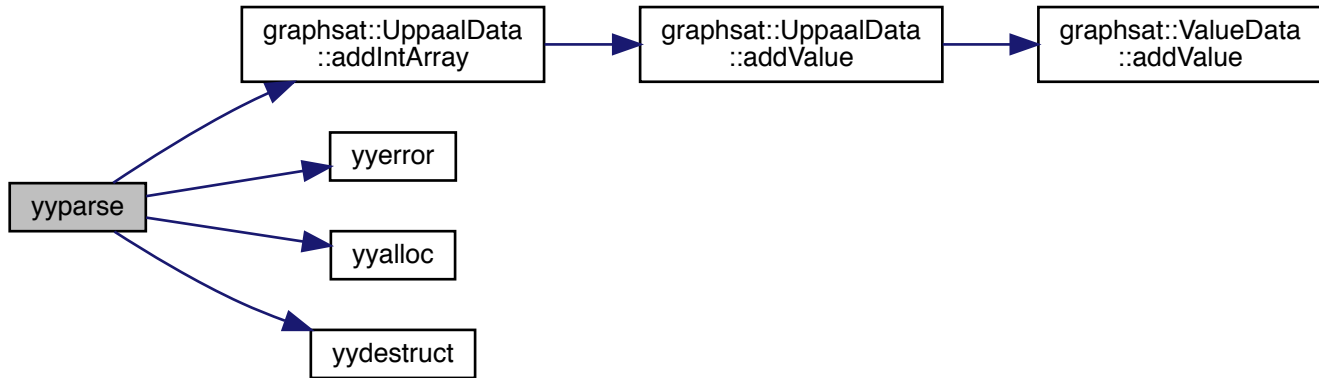 graphsat::UppaalData
::addIntArray
graphsat::UppaalData
::addValue
graphsat::ValueData
::addValue
yyerror
yyparse
yyalloc
yydestruct